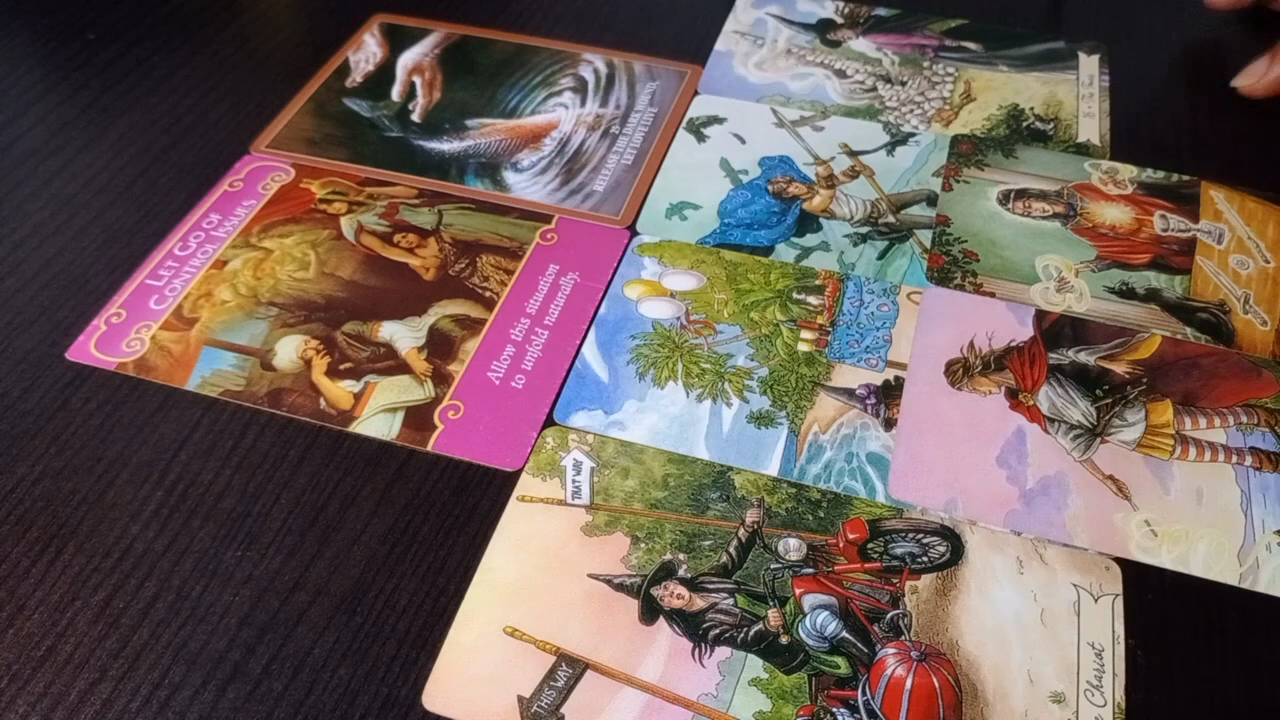 25
RELEASE THE DARK WOUND,
LET LOVE LIVE
LET GO OF
CONTROL ISSUES
Allow this situation
to unfold naturally.
THAT WAY
THIS WAY
Chariot